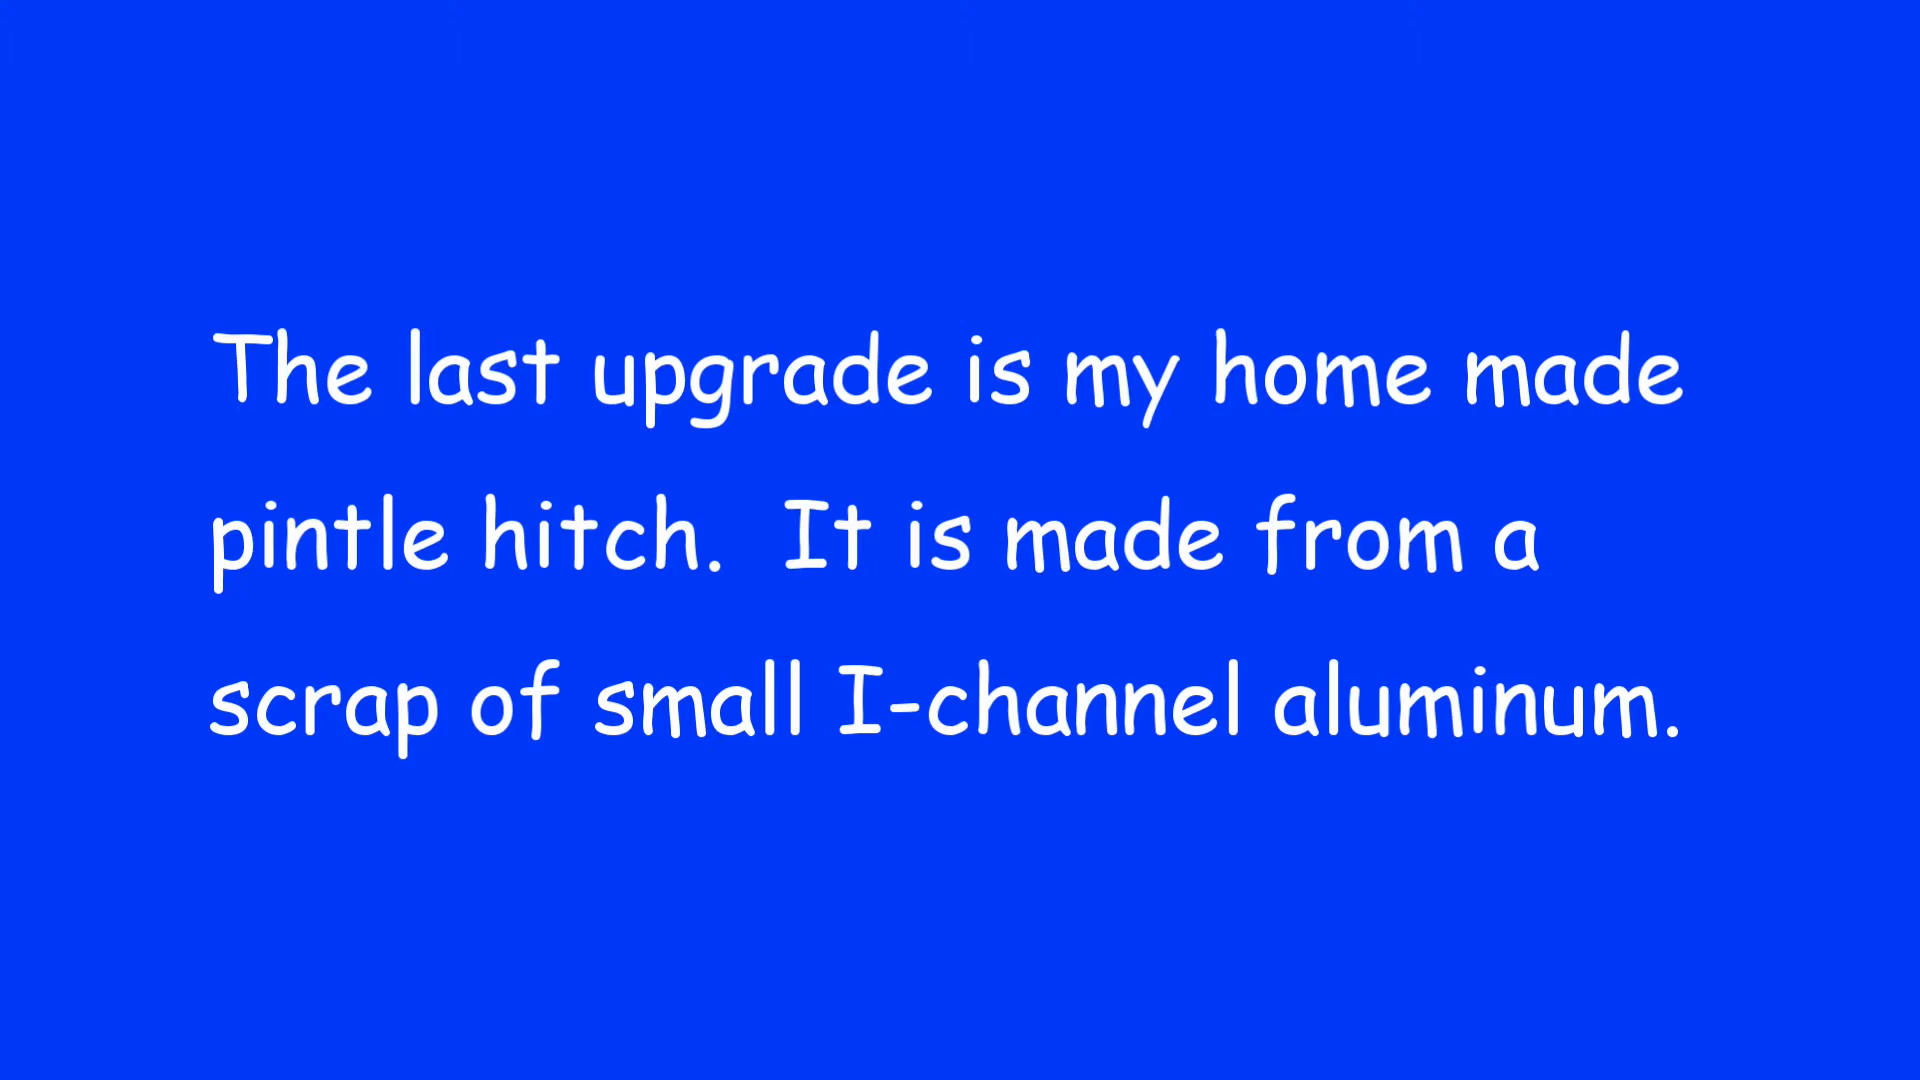 The last upgrade is my home made
pintle hitch.  It is made from a
scrap of small I-channel aluminum.